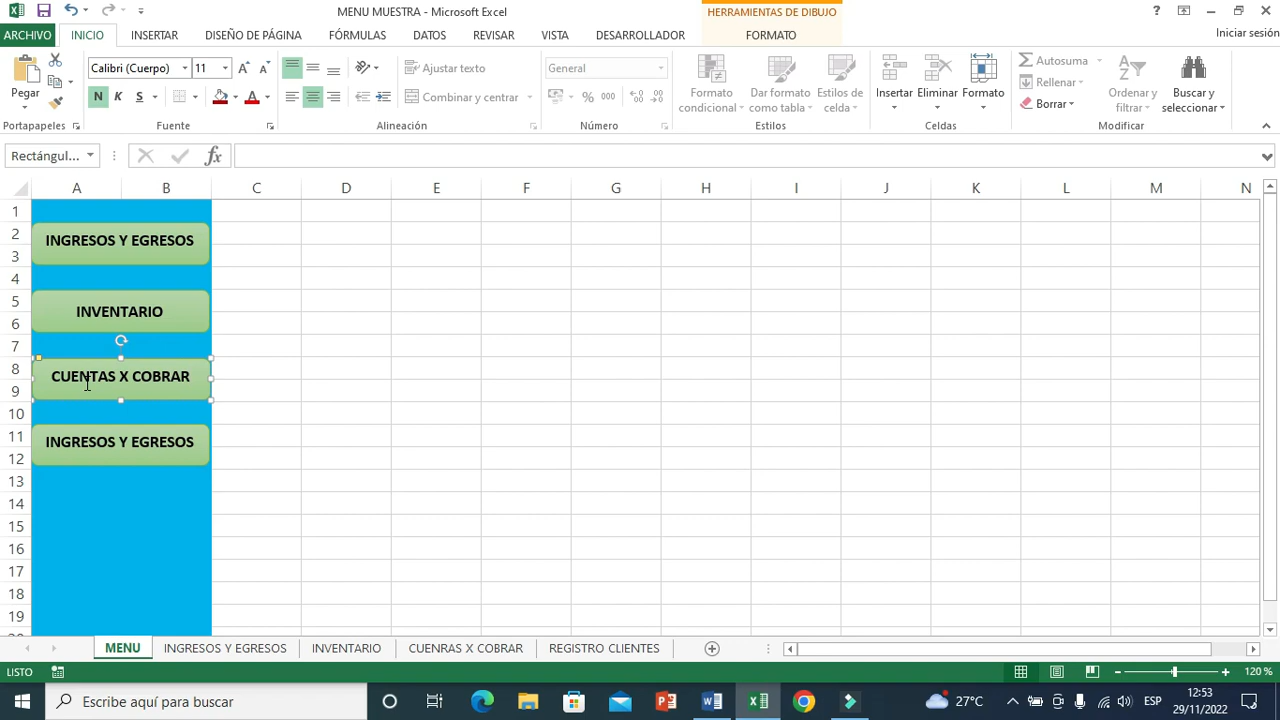 MENU MUESTRA - Microsoft Excel
HERRAMIENTAS DE DIBUJO
?
ARCHIVO INICIO INSERTAR DISEÑO DE PÁGINA FÓRMULAS DATOS REVISAR VISTA DESARROLLADOR FORMATO Iniciar sesión
Pegar
Calibri (Cuerpo) 11 A A
N K S A
Ajustar texto
Combinar y centrar
General
% 000
Formato condicional
Dar formato como tabla
Estilos de celda
Insertar Eliminar Formato
Autosuma
Rellenar
Borrar
Ordenar y filtrar
Buscar y seleccionar
Portapapeles Fuente Alineación Número Estilos Celdas Modificar
Rectángul... fx
A B C D E F G H I J K L M N
1
2
INGRESOS Y EGRESOS
3
4
5
INVENTARIO
6
7
8
CUENTAS X COBRAR
9
10
11
INGRESOS Y EGRESOS
12
13
14
15
16
17
18
19
20
MENU INGRESOS Y EGRESOS INVENTARIO CUENRAS X COBRAR REGISTRO CLIENTES
LISTO 120 %
Escribe aquí para buscar 27°C ESP 12:53
29/11/2022